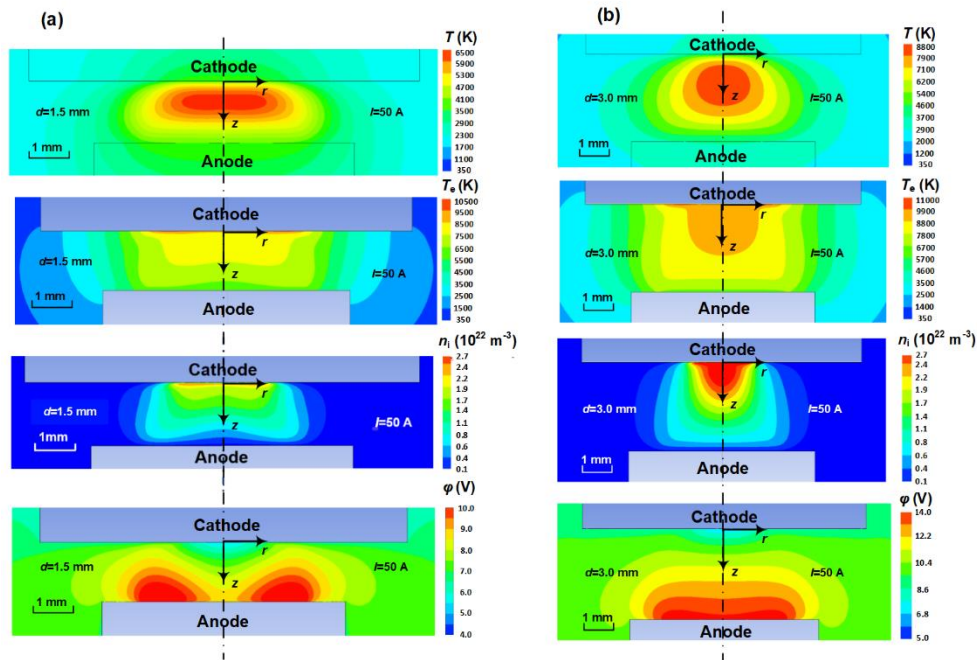 (a)
T (K)
6500
5900
5300
4700
4100
3500
2900
2300
1700
1100
350
Cathode
r
d=1.5 mm
I=50 A
z
1 mm
Anode
Te (K)
10500
9500
8500
7500
6500
5500
4500
3500
2500
1500
350
Cathode
r
d=1.5 mm
I=50 A
z
1 mm
Anode
ni (10²² m⁻³)
2.7
2.4
2.2
1.9
1.7
1.4
1.1
0.8
0.6
0.4
0.1
Cathode
r
d=1.5 mm
I=50 A
z
1mm
Anode
φ (V)
10.0
9.0
8.0
7.0
6.0
5.0
4.0
Cathode
r
d=1.5 mm
I=50 A
z
1 mm
Anode
(b)
T (K)
8800
7900
7200
6200
5400
4700
3700
2900
2000
1200
350
Cathode
r
d=3.0 mm
I=50 A
z
1 mm
Anode
Te (K)
11000
9800
8800
7700
6700
5600
4500
3500
2400
1400
350
Cathode
r
d=3.0 mm
I=50 A
z
1 mm
Anode
ni (10²² m⁻³)
2.7
2.4
2.2
1.9
1.7
1.4
1.1
0.8
0.6
0.4
0.1
Cathode
r
d=3.0 mm
I=50 A
z
1 mm
Anode
φ (V)
14.0
12.2
10.4
8.6
6.8
5.0
Cathode
r
d=3.0 mm
I=50 A
z
1 mm
Anode